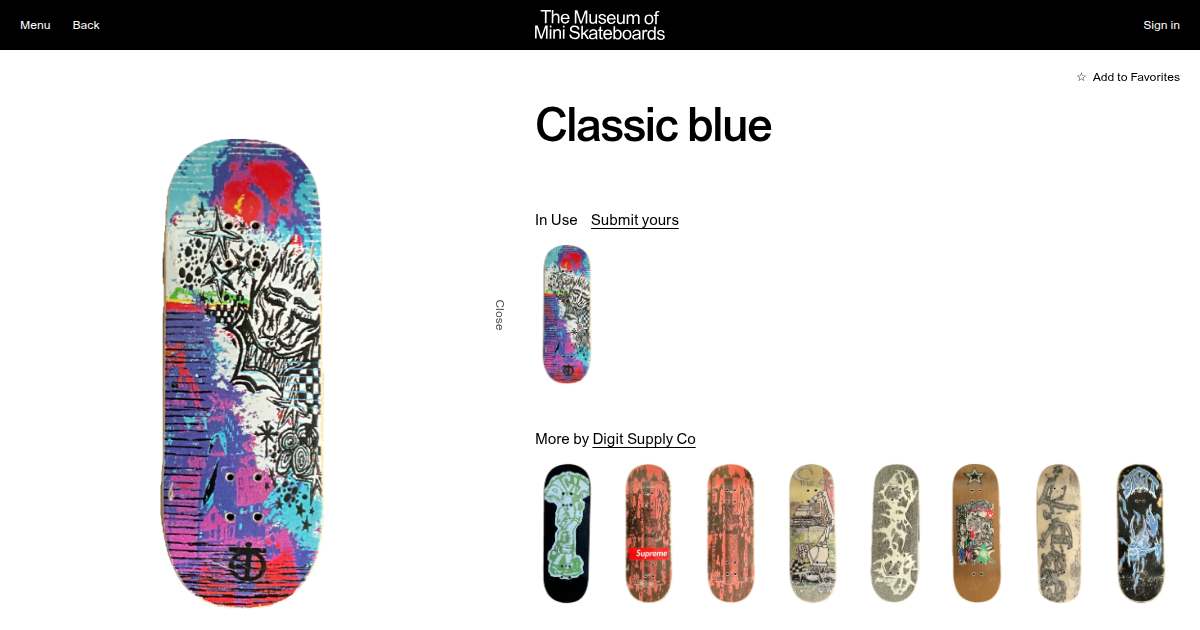 Menu
Back
The Museum of
Mini Skateboards
Sign in
☆ Add to Favorites
Classic blue
In Use Submit yours
Close
More by Digit Supply Co
Supreme